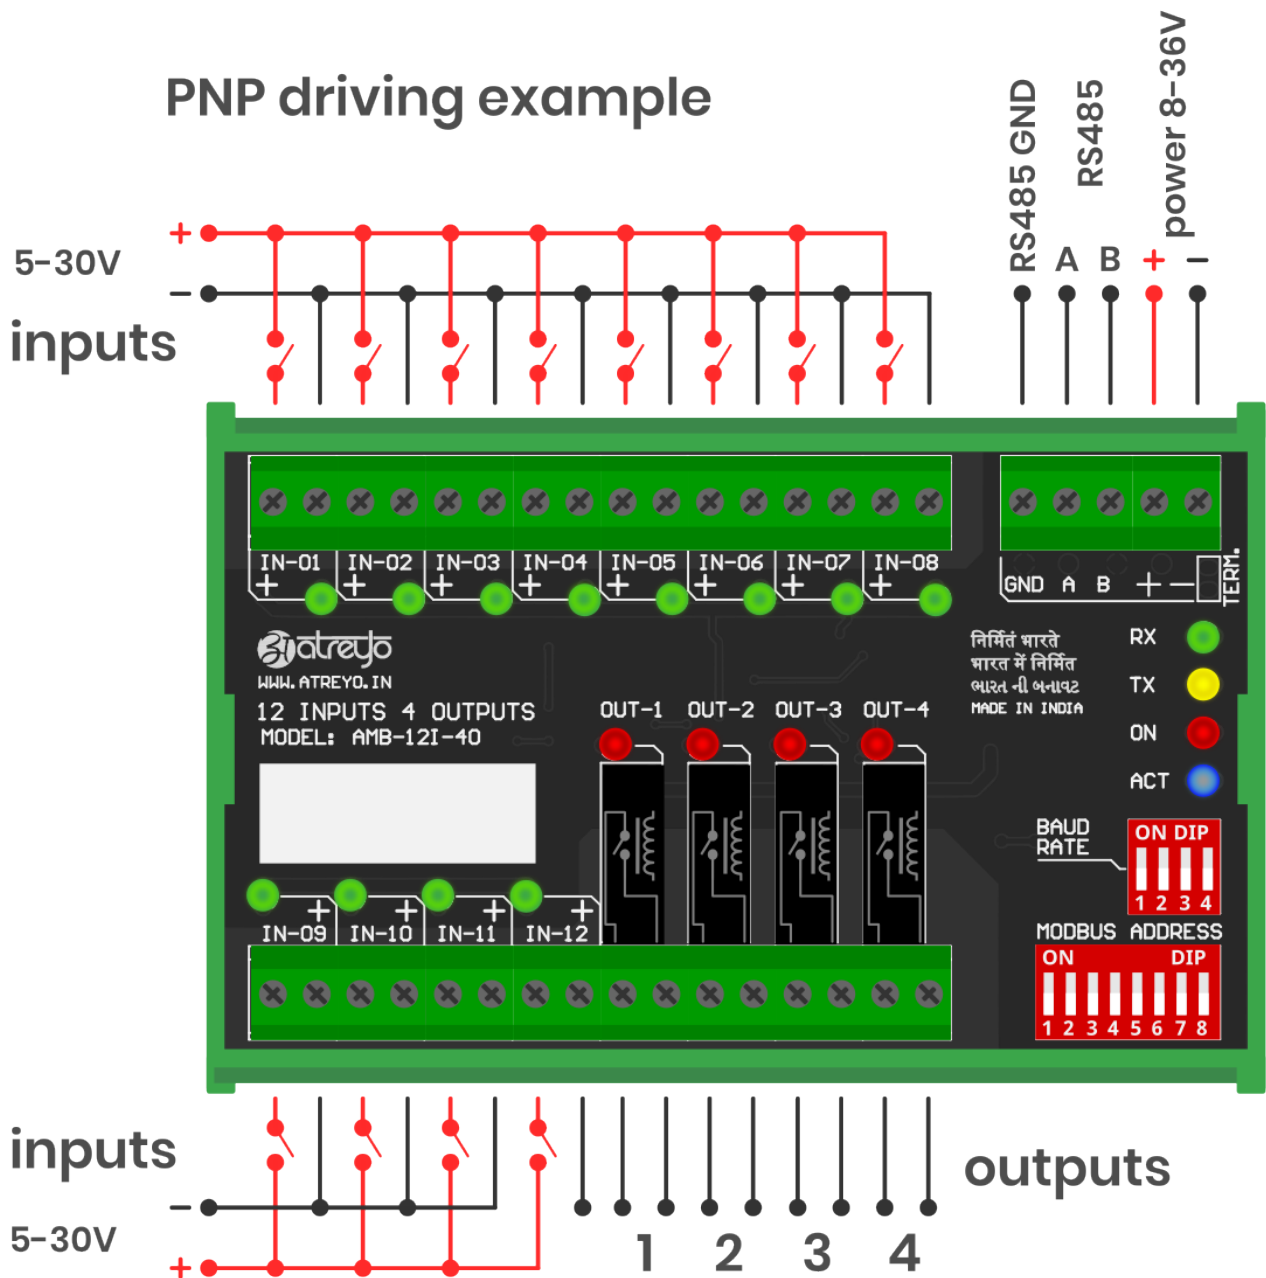 PNP driving example
RS485 GND
RS485
power 8-36V
A B + −
+
5-30V
−
inputs
IN-01 IN-02 IN-03 IN-04 IN-05 IN-06 IN-07 IN-08
+ + + + + + + +
GND A B + −
TERM.
atreyo
WWW.ATREYO.IN
12 INPUTS 4 OUTPUTS
MODEL: AMB-12I-4O
निर्मितं भारते
भारत में निर्मित
ભારત ની બનાવટ
MADE IN INDIA
RX
TX
ON
ACT
OUT-1 OUT-2 OUT-3 OUT-4
BAUD
RATE
ON DIP
1 2 3 4
MODBUS ADDRESS
ON DIP
1 2 3 4 5 6 7 8
+ + + +
IN-09 IN-10 IN-11 IN-12
inputs
−
5-30V
+
outputs
1 2 3 4